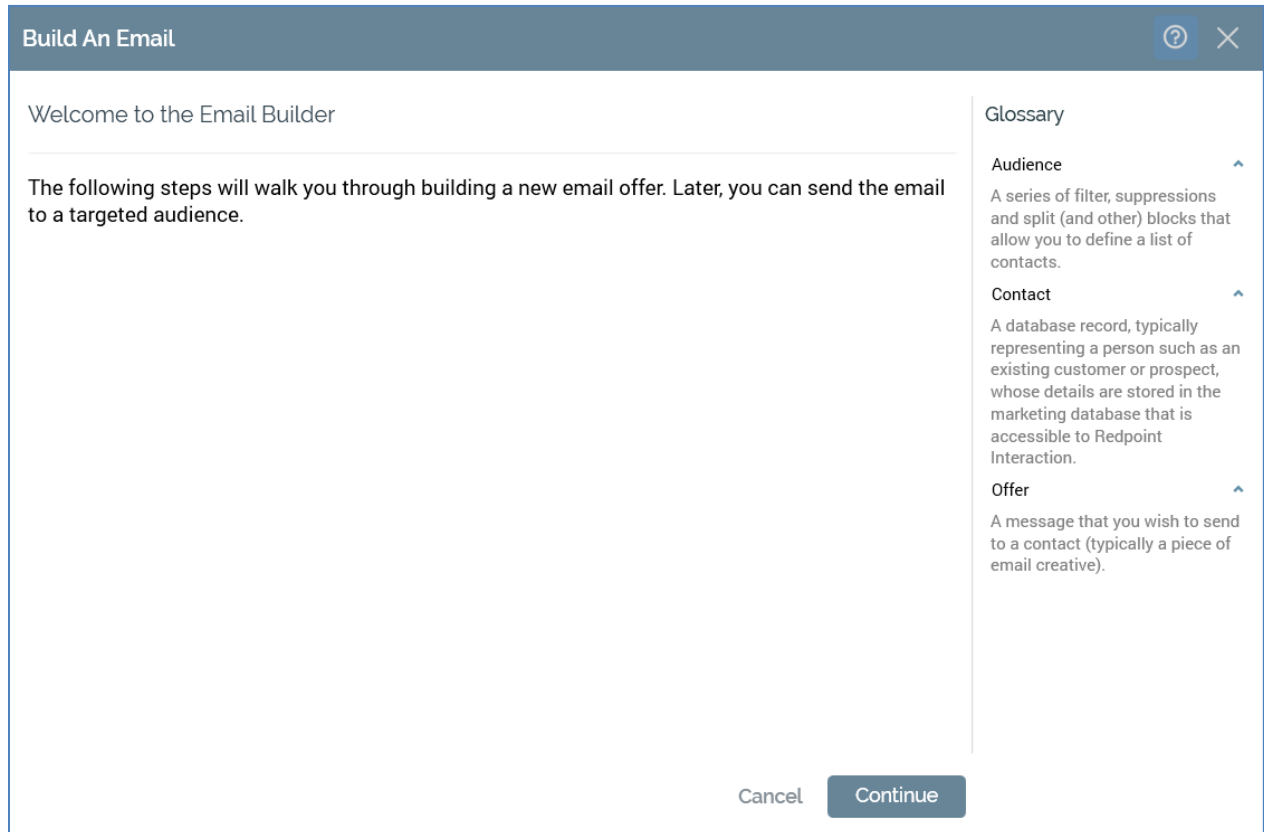 Build An Email
Welcome to the Email Builder
The following steps will walk you through building a new email offer. Later, you can send the email
to a targeted audience.
Cancel
Continue
Glossary
Audience
A series of filter, suppressions
and split (and other) blocks that
allow you to define a list of
contacts.
Contact
A database record, typically
representing a person such as an
existing customer or prospect,
whose details are stored in the
marketing database that is
accessible to Redpoint
Interaction.
Offer
A message that you wish to send
to a contact (typically a piece of
email creative).